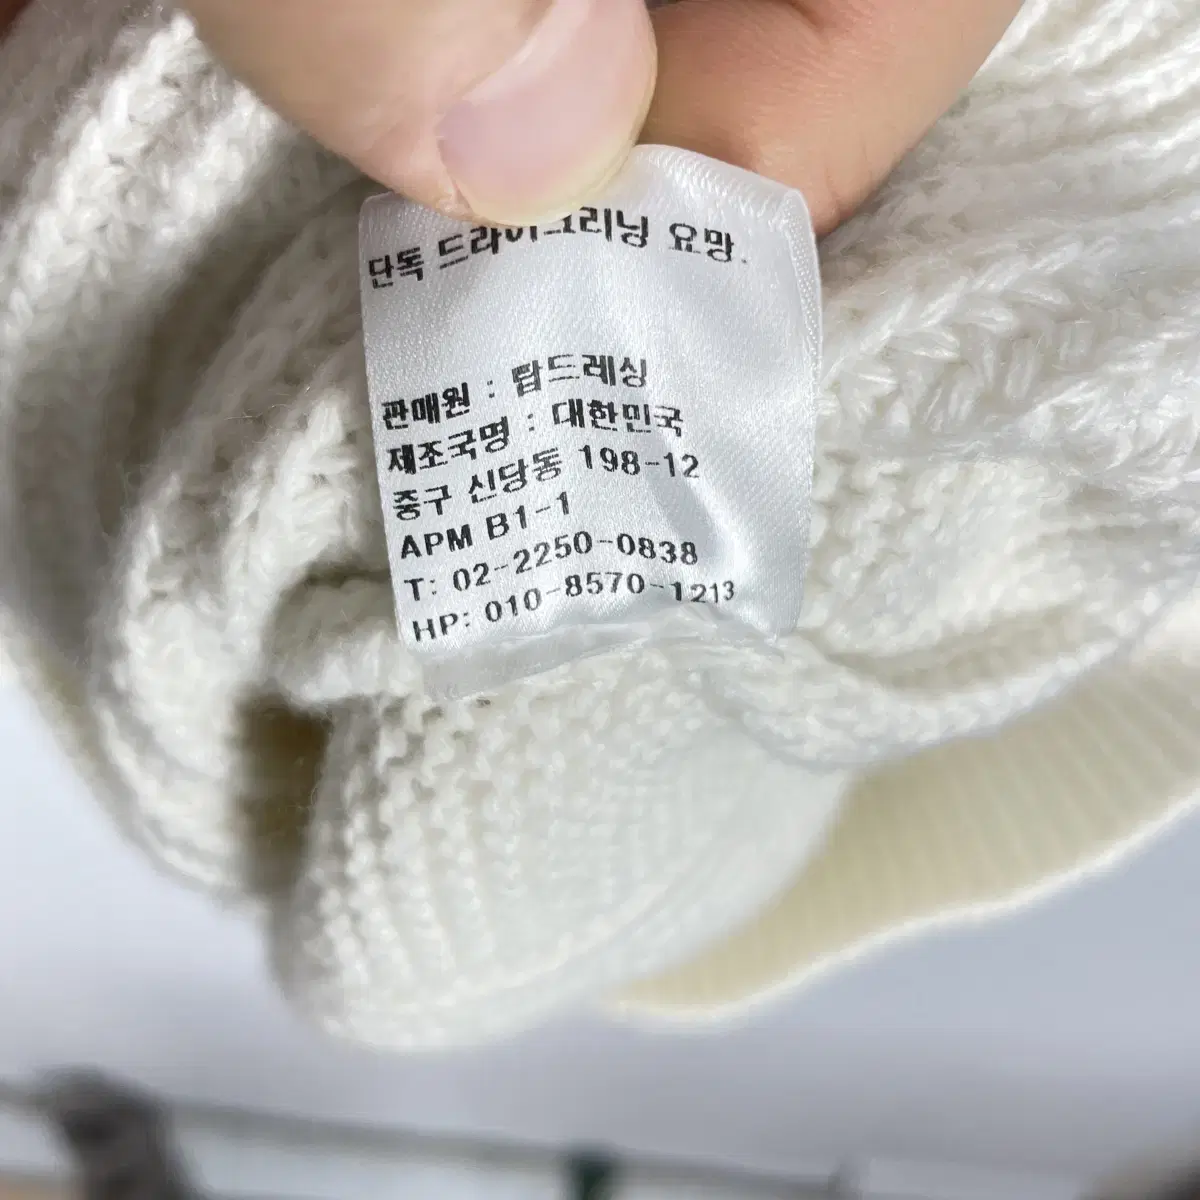 단독 드라이크리닝 요망.
판매원 : 탑드레싱
제조국명 : 대한민국
중구 신당동 198-12
APM B1-1
T: 02-2250-0838
HP: 010-8570-1213